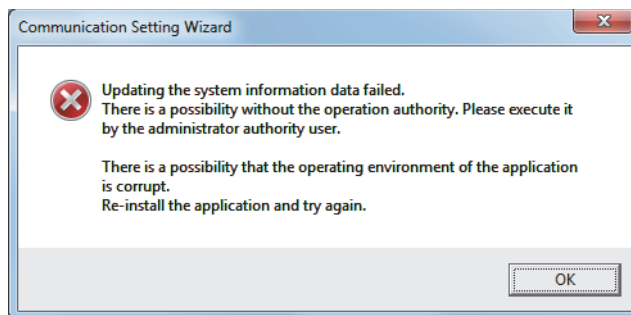 Communication Setting Wizard
Updating the system information data failed.
There is a possibility without the operation authority. Please execute it
by the administrator authority user.
There is a possibility that the operating environment of the application
is corrupt.
Re-install the application and try again.
OK